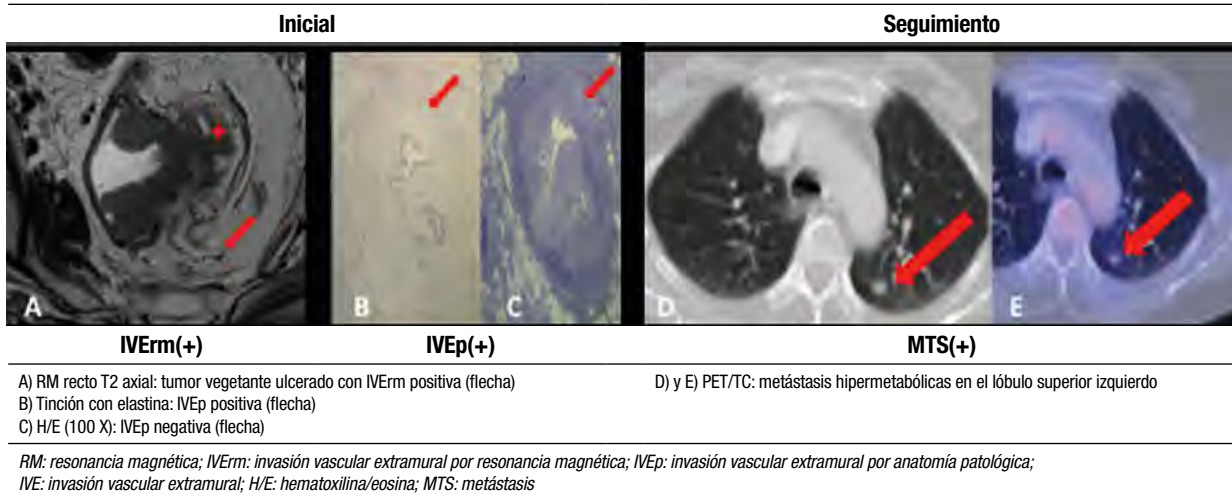 Inicial
Seguimiento
A
B
C
D
E
IVErm(+)
IVEp(+)
MTS(+)
A) RM recto T2 axial: tumor vegetante ulcerado con IVErm positiva (flecha)
B) Tinción con elastina: IVEp positiva (flecha)
C) H/E (100 X): IVEp negativa (flecha)
D) y E) PET/TC: metástasis hipermetabólicas en el lóbulo superior izquierdo
RM: resonancia magnética; IVErm: invasión vascular extramural por resonancia magnética; IVEp: invasión vascular extramural por anatomía patológica;
IVE: invasión vascular extramural; H/E: hematoxilina/eosina; MTS: metástasis